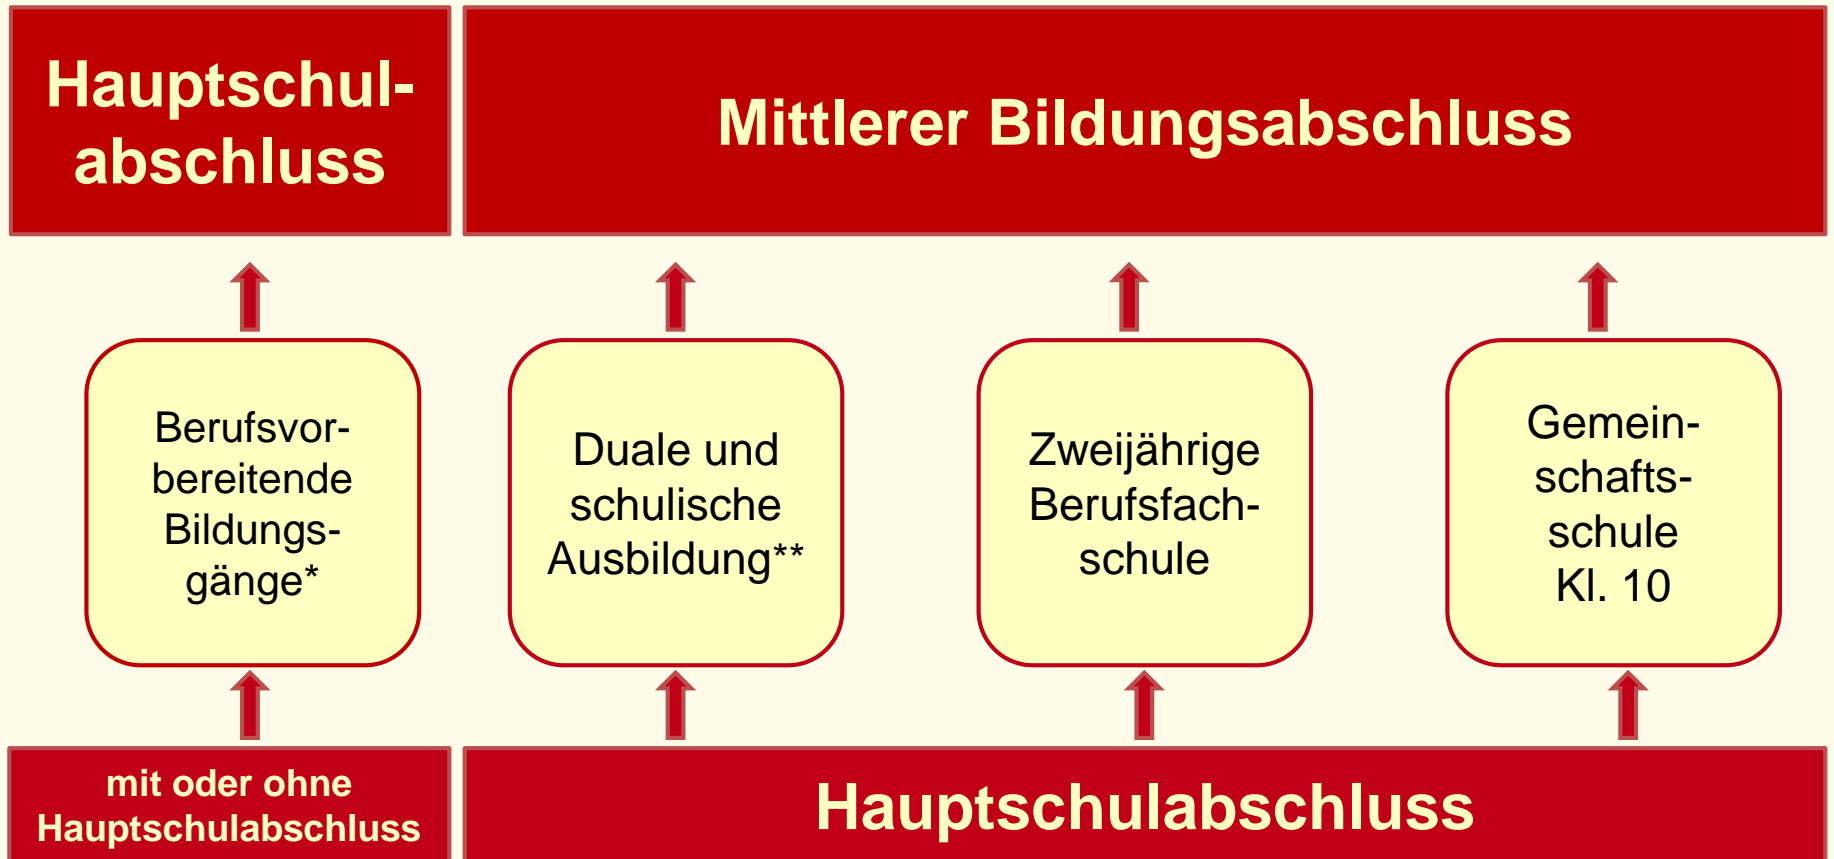 Hauptschul-
abschluss
Mittlerer Bildungsabschluss
Berufsvor-
bereitende
Bildungs-
gänge*
Duale und
schulische
Ausbildung**
Zweijährige
Berufsfach-
schule
Gemein-
schafts-
schule
Kl. 10
mit oder ohne
Hauptschulabschluss
Hauptschulabschluss